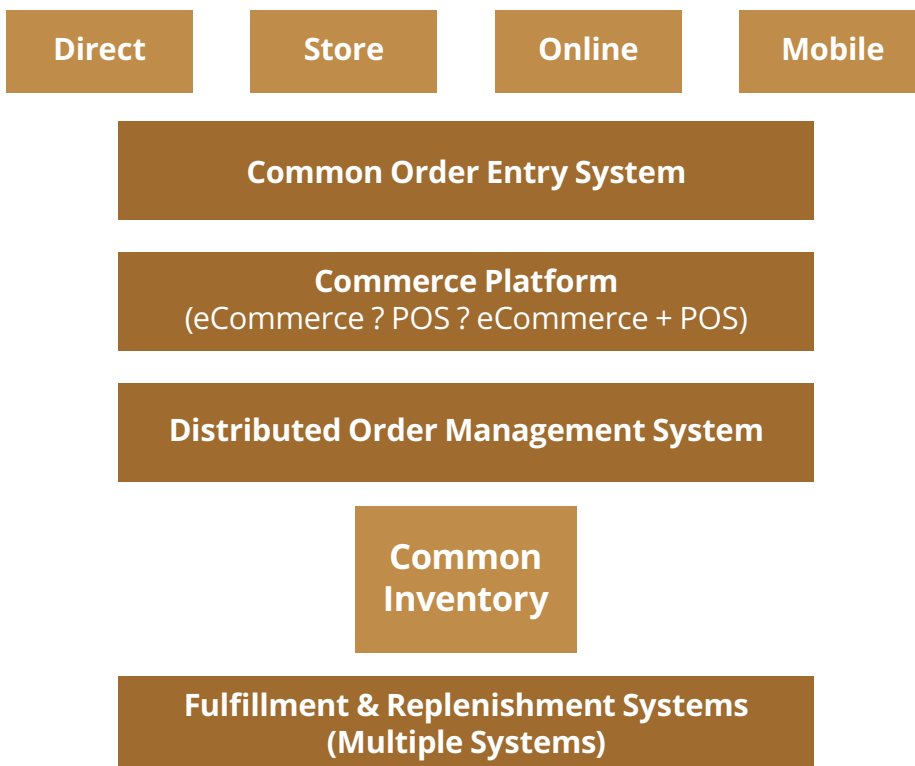 Direct
Store
Online
Mobile
Common Order Entry System
Commerce Platform
(eCommerce ? POS ? eCommerce + POS)
Distributed Order Management System
Common
Inventory
Fulfillment & Replenishment Systems
(Multiple Systems)